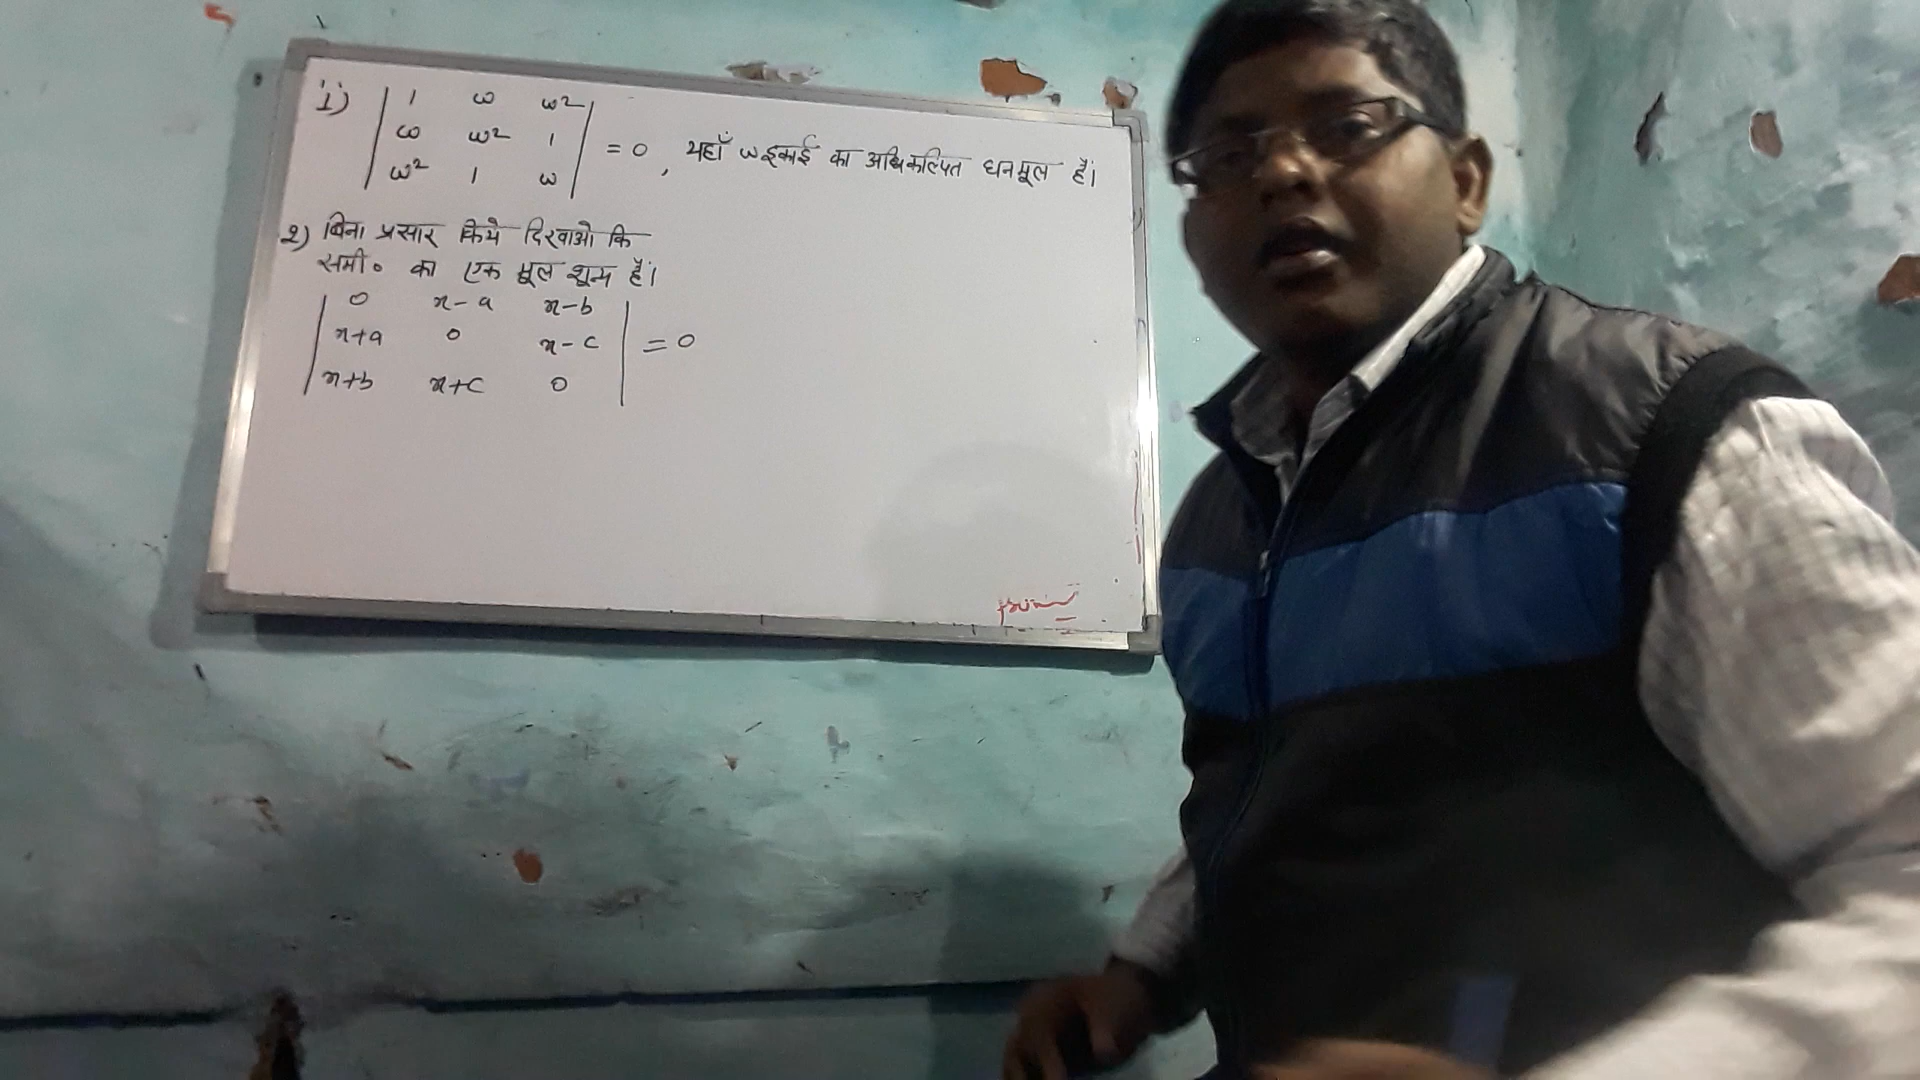 1) | 1 ω ω² |
| ω ω² 1 | = 0 , यहाँ ω इकाई का अधिकल्पित घनमूल है।
| ω² 1 ω |
2) बिना प्रसार किये दिखाओ कि
समी० का एक मूल शून्य है।
| 0 x-a x-b |
| x+a 0 x-c | = 0
| x+b x+c 0 |